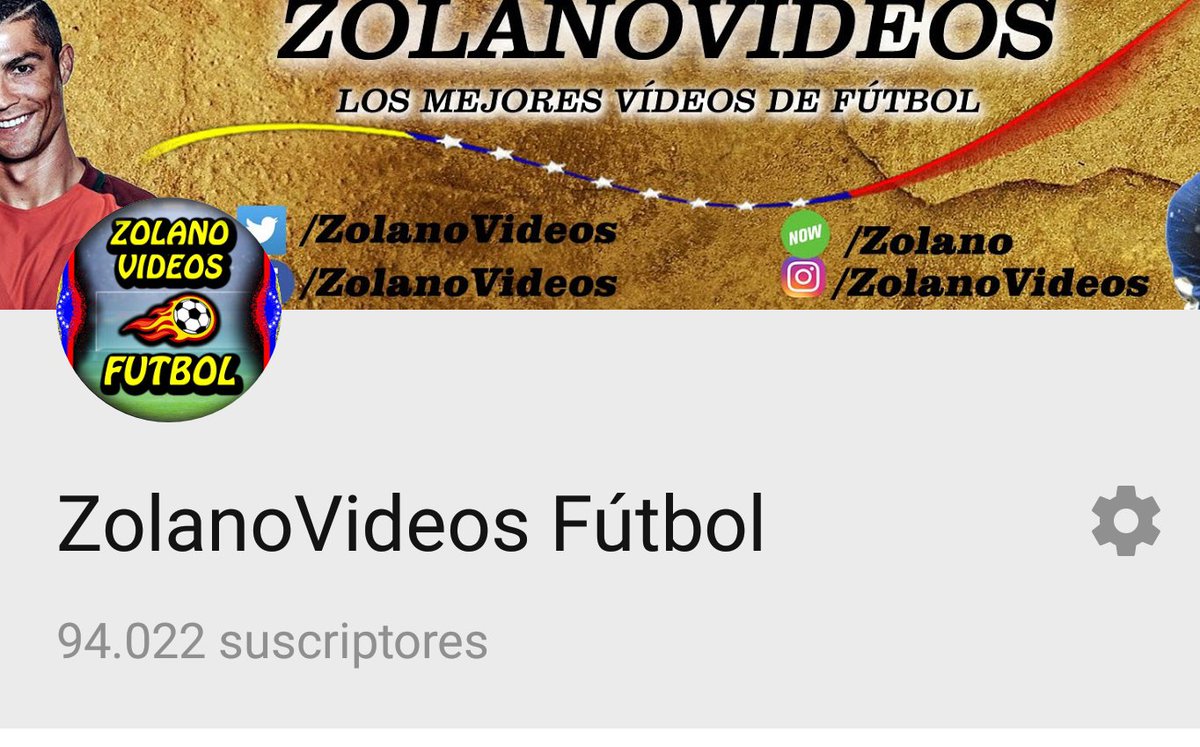 ZOLANOVIDEOS
LOS MEJORES VÍDEOS DE FÚTBOL
/ZolanoVideos
/ZolanoVideos
NOW
/Zolano
/ZolanoVideos
ZOLANO
VIDEOS
FUTBOL
ZolanoVideos Fútbol
94.022 suscriptores